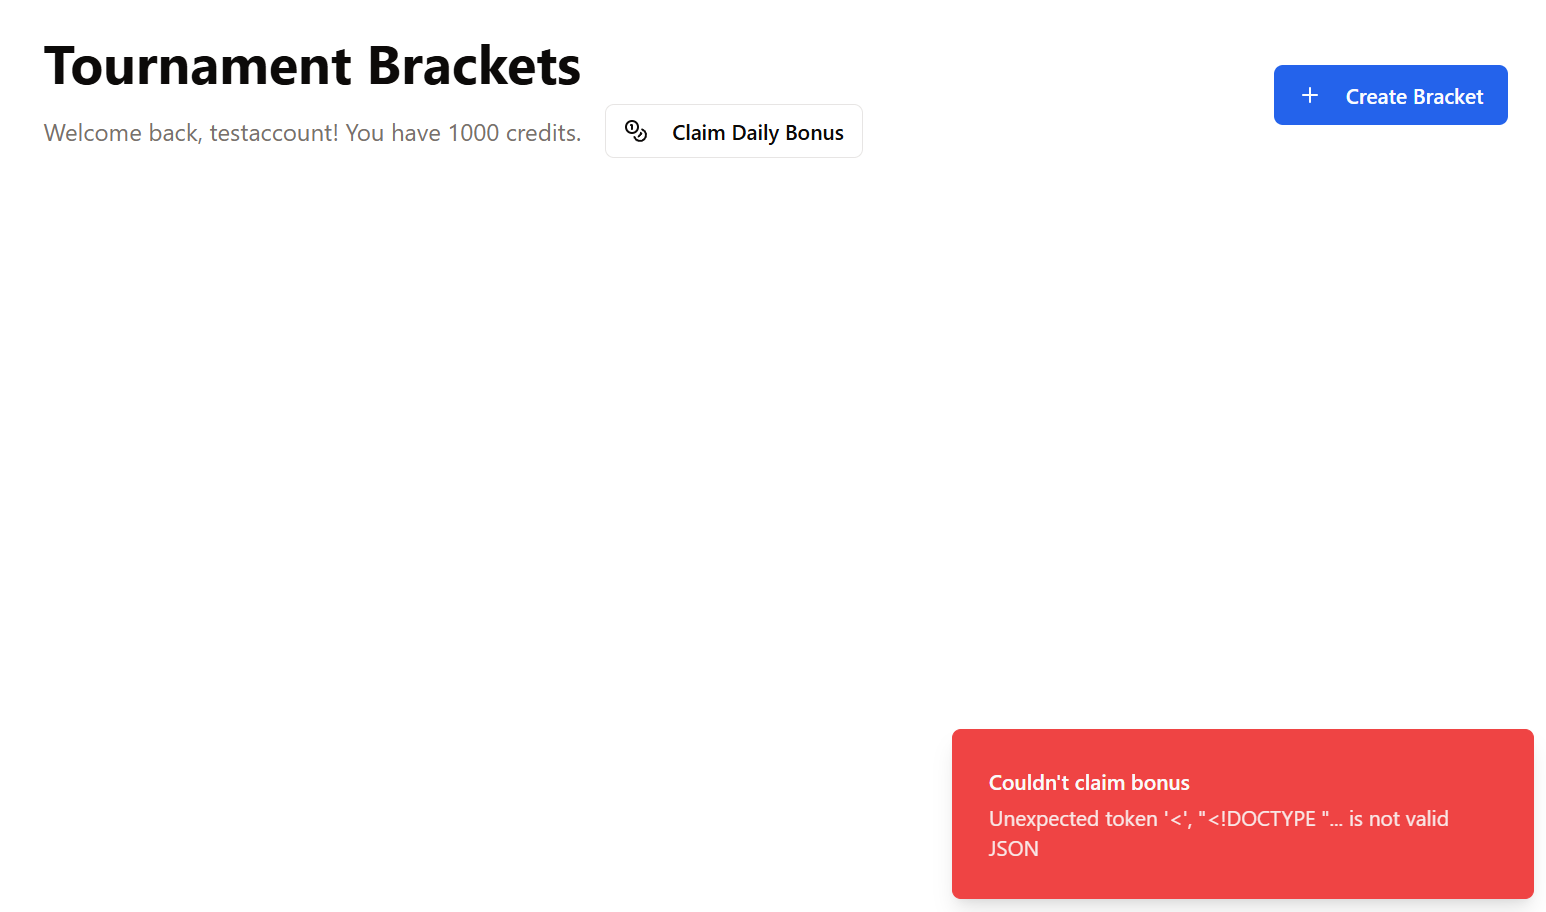 Tournament Brackets
Welcome back, testaccount! You have 1000 credits.
Claim Daily Bonus
Create Bracket
Couldn't claim bonus
Unexpected token '<', "<!DOCTYPE "... is not valid
JSON